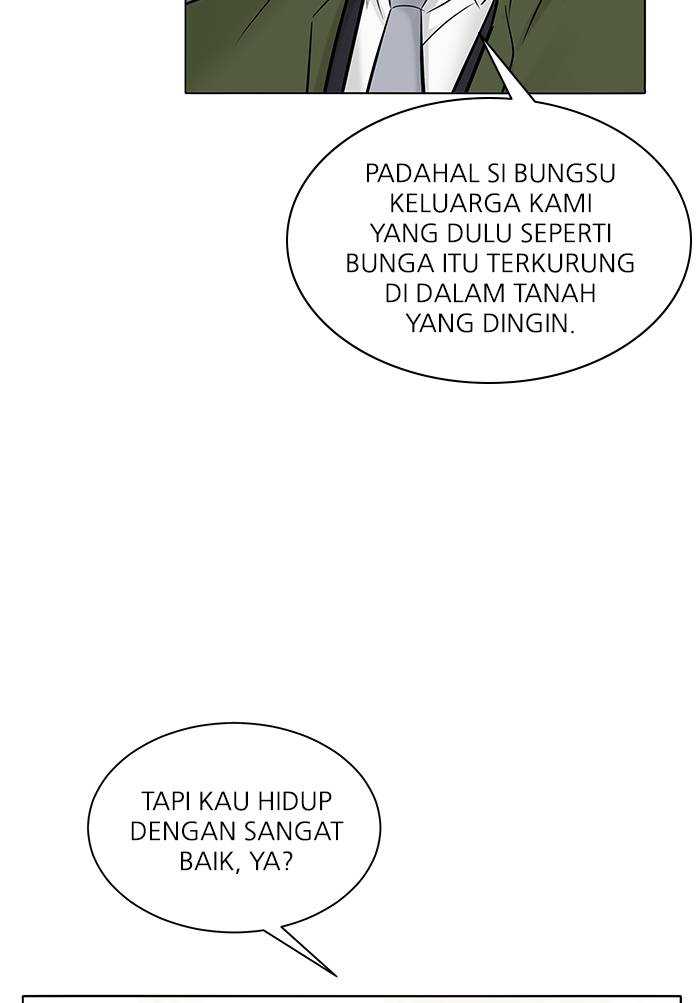 PADAHAL SI BUNGSU
KELUARGA KAMI
YANG DULU SEPERTI
BUNGA ITU TERKURUNG
DI DALAM TANAH
YANG DINGIN.
TAPI KAU HIDUP
DENGAN SANGAT
BAIK, YA?